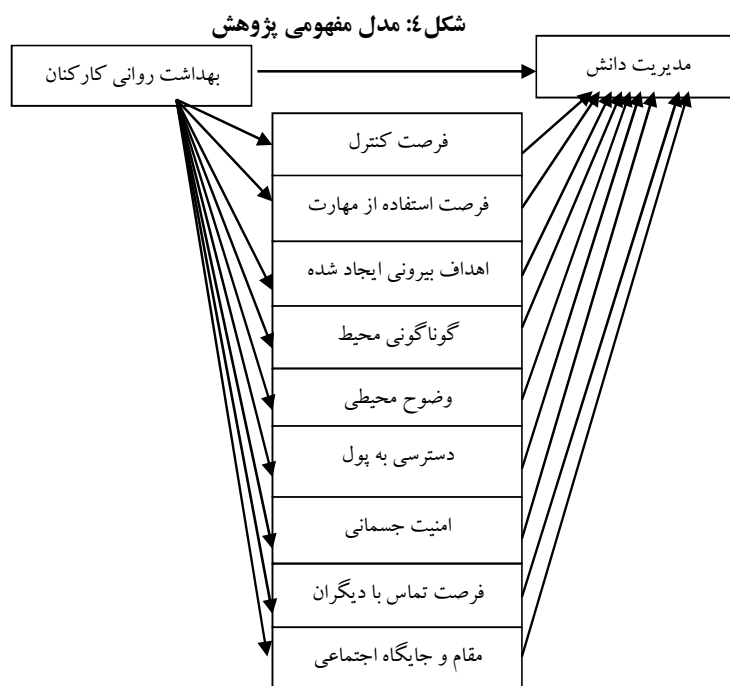 شکل٤: مدل مفهومی پژوهش
بهداشت روانی کارکنان
مدیریت دانش
فرصت کنترل
فرصت استفاده از مهارت
اهداف بیرونی ایجاد شده
گوناگونی محیط
وضوح محیطی
دسترسی به پول
امنیت جسمانی
فرصت تماس با دیگران
مقام و جایگاه اجتماعی